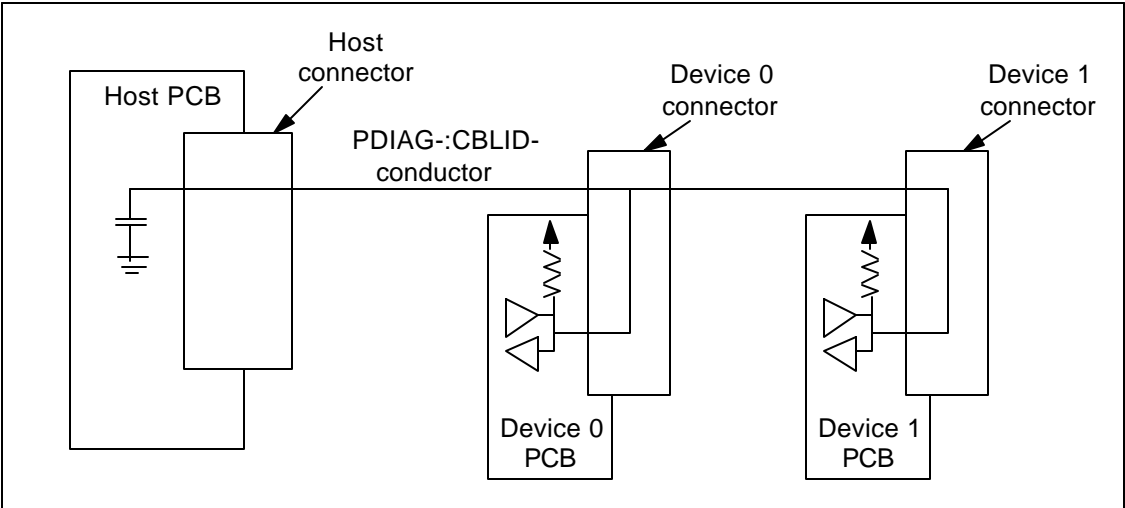 Host
connector
Host PCB
PDIAG-:CBLID-
conductor
Device 0
connector
Device 1
connector
Device 0
PCB
Device 1
PCB